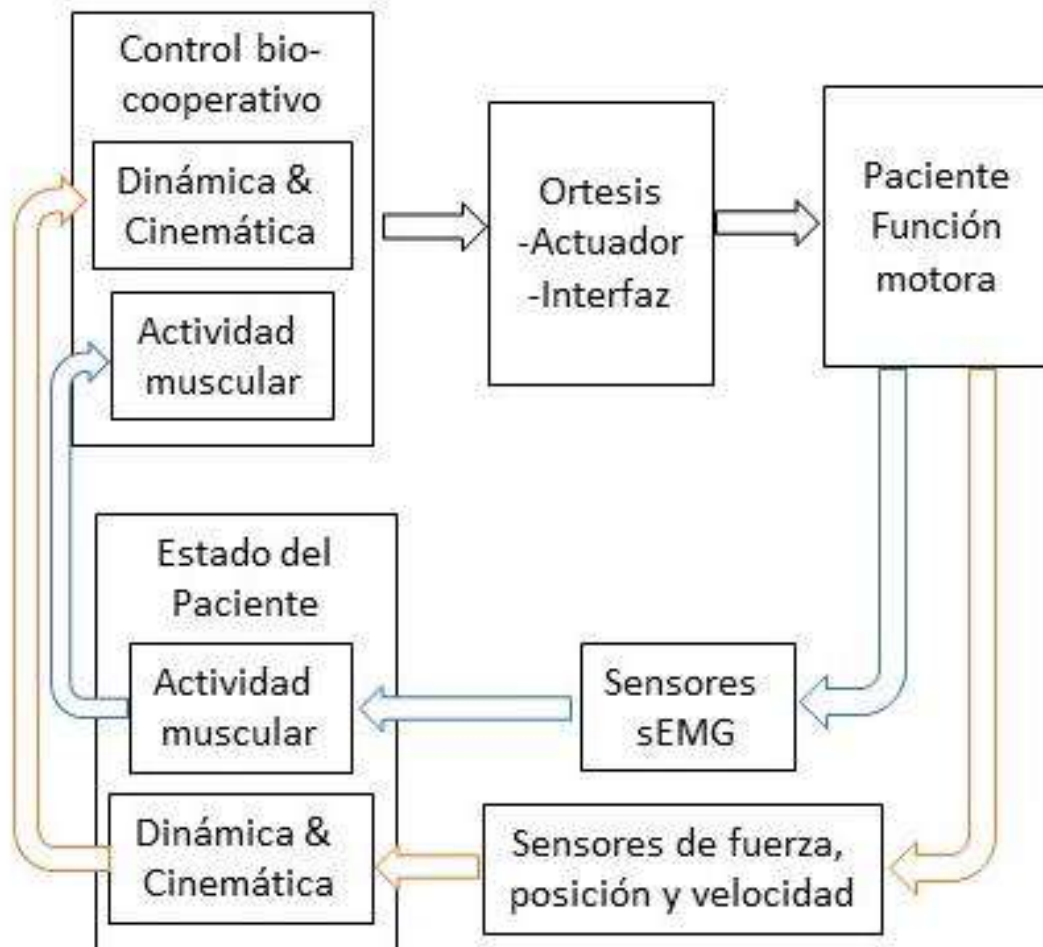 Control bio-
cooperativo
Dinámica &
Cinemática
Actividad
muscular
Ortesis
-Actuador
-Interfaz
Paciente
Función
motora
Estado del
Paciente
Actividad
muscular
Dinámica &
Cinemática
Sensores
sEMG
Sensores de fuerza,
posición y velocidad